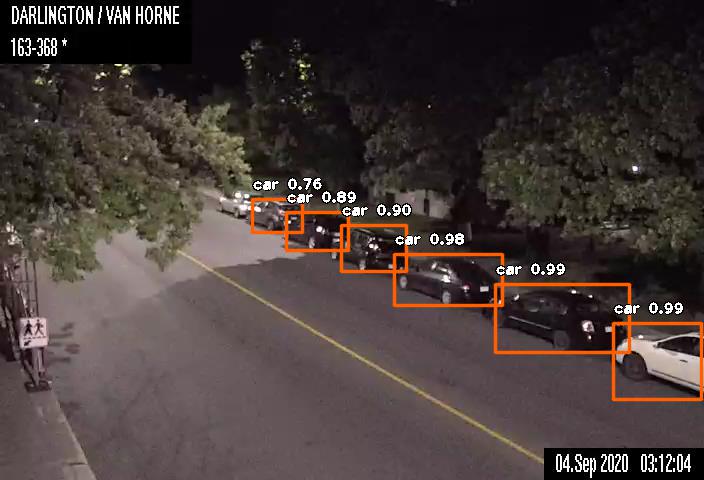 DARLINGTON / VAN HORNE
163-368 *
car 0.76
car 0.89
car 0.90
car 0.98
car 0.99
car 0.99
04.Sep 2020 03:12:04